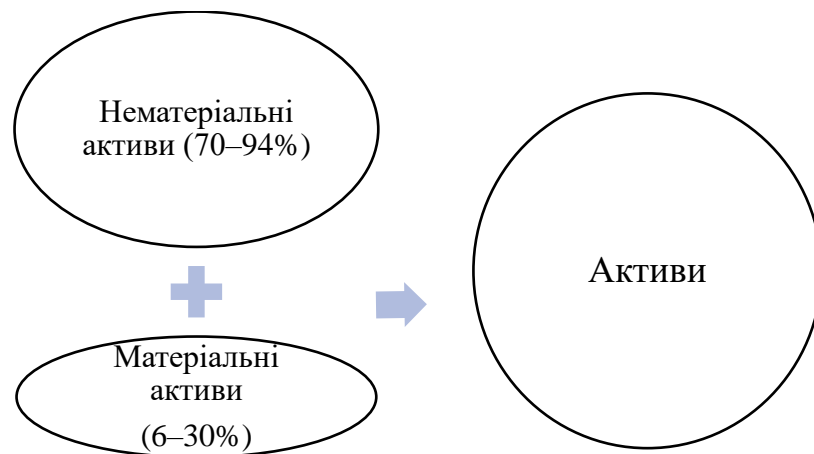 Нематеріальні
активи (70–94%)
Матеріальні
активи
(6–30%)
Активи